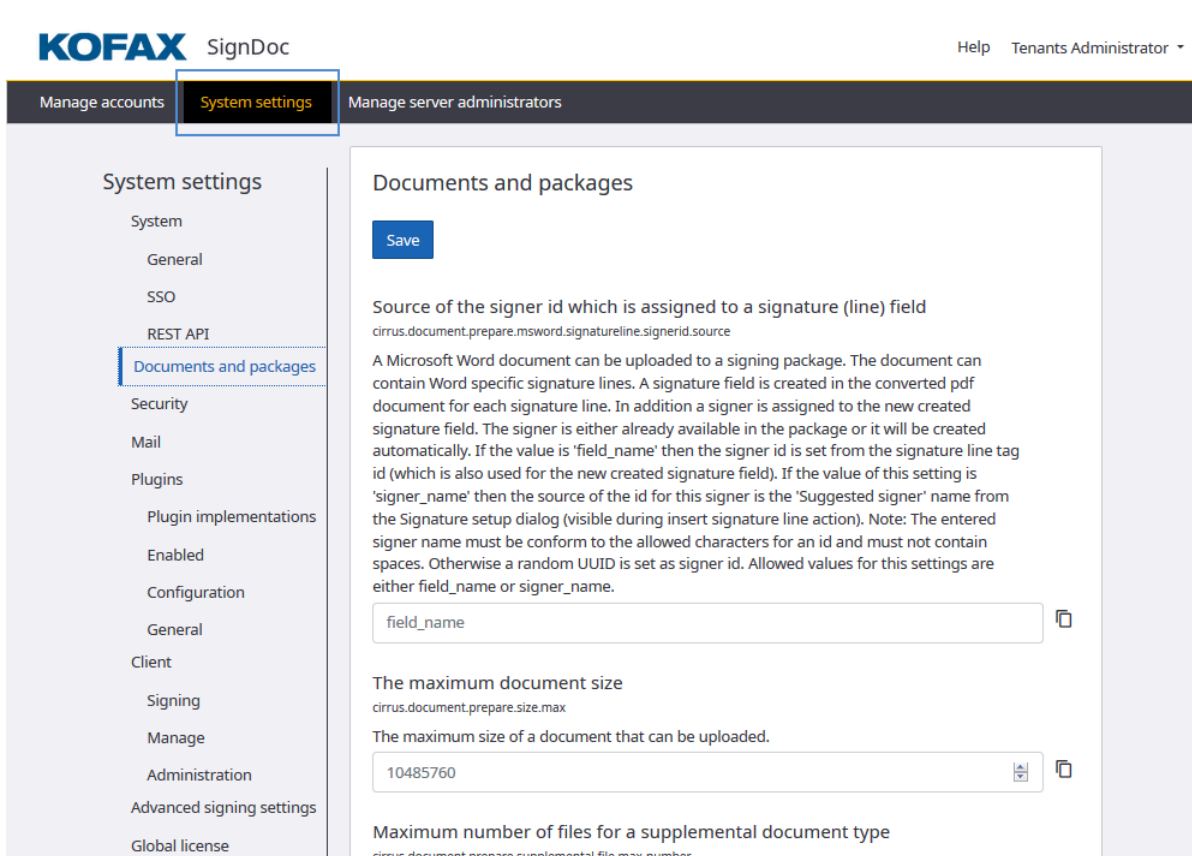 KOFAX SignDoc
Help Tenants Administrator
Manage accounts System settings Manage server administrators
System settings
System
General
SSO
REST API
Documents and packages
Security
Mail
Plugins
Plugin implementations
Enabled
Configuration
General
Client
Signing
Manage
Administration
Advanced signing settings
Global license
Documents and packages
Save
Source of the signer id which is assigned to a signature (line) field
cirrus.document.prepare.msword.signatureline.signerid.source
A Microsoft Word document can be uploaded to a signing package. The document can
contain Word specific signature lines. A signature field is created in the converted pdf
document for each signature line. In addition a signer is assigned to the new created
signature field. The signer is either already available in the package or it will be created
automatically. If the value is 'field_name' then the signer id is set from the signature line tag
id (which is also used for the new created signature field). If the value of this setting is
'signer_name' then the source of the id for this signer is the 'Suggested signer' name from
the Signature setup dialog (visible during insert signature line action). Note: The entered
signer name must be conform to the allowed characters for an id and must not contain
spaces. Otherwise a random UUID is set as signer id. Allowed values for this settings are
either field_name or signer_name.
field_name
The maximum document size
cirrus.document.prepare.size.max
The maximum size of a document that can be uploaded.
10485760
Maximum number of files for a supplemental document type
cirrus.document.prepare.supplemental.file.max.number